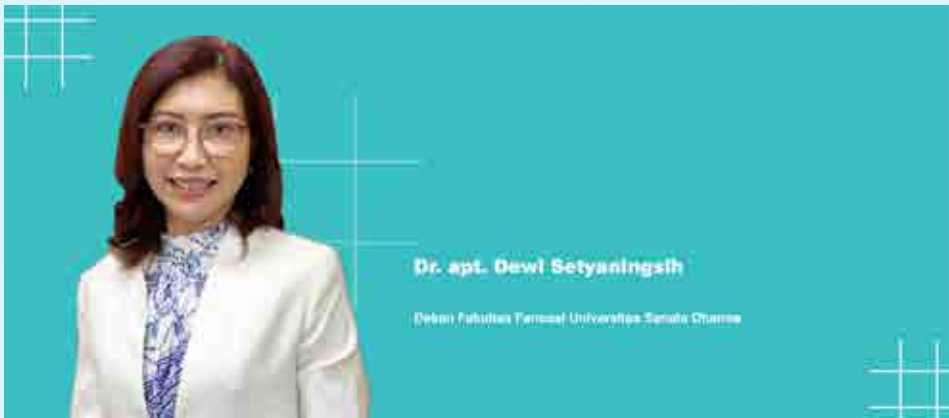 Dr. apt. Dewi Setyaningsih
Dekan Fakultas Farmasi Universitas Sanata Dharma